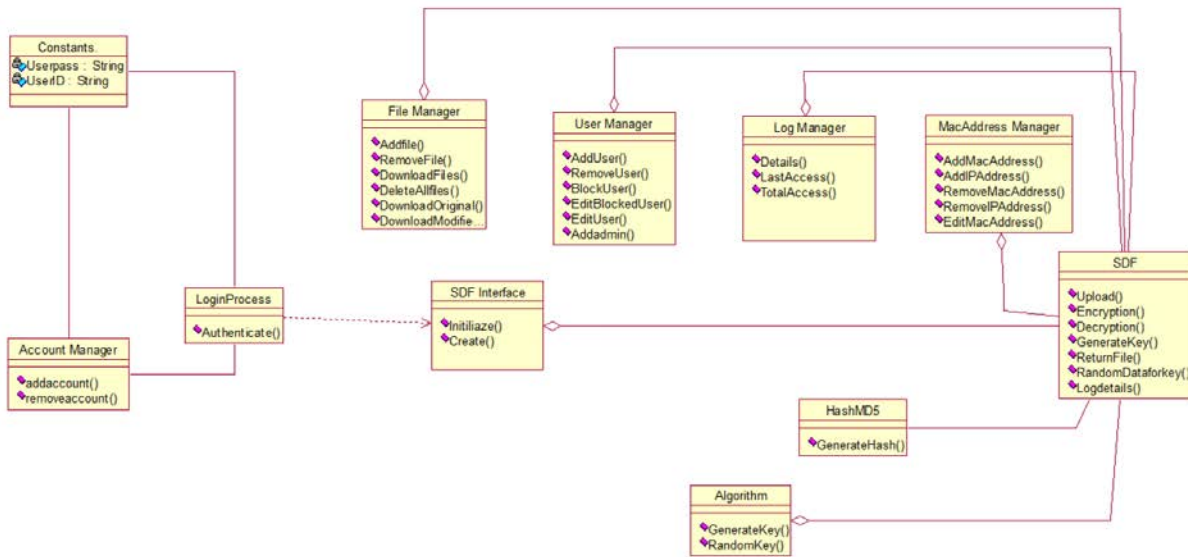 Constants.
Userpass : String
UserID : String
File Manager
Addfile()
RemoveFile()
DownloadFiles()
DeleteAllfiles()
DownloadOriginal()
DownloadModifie...
User Manager
AddUser()
RemoveUser()
BlockUser()
EditBlockedUser()
EditUser()
Addadmin()
Log Manager
Details()
LastAccess()
TotalAccess()
MacAddress Manager
AddMacAddress()
AddIPAddress()
RemoveMacAddress()
RemoveIPAddress()
EditMacAddress()
SDF
Upload()
Encryption()
Decryption()
GenerateKey()
ReturnFile()
RandomDataforkey()
Logdetails()
LoginProcess
Authenticate()
SDF Interface
Initiliaze()
Create()
Account Manager
addaccount()
removeaccount()
HashMD5
GenerateHash()
Algorithm
GenerateKey()
RandomKey()